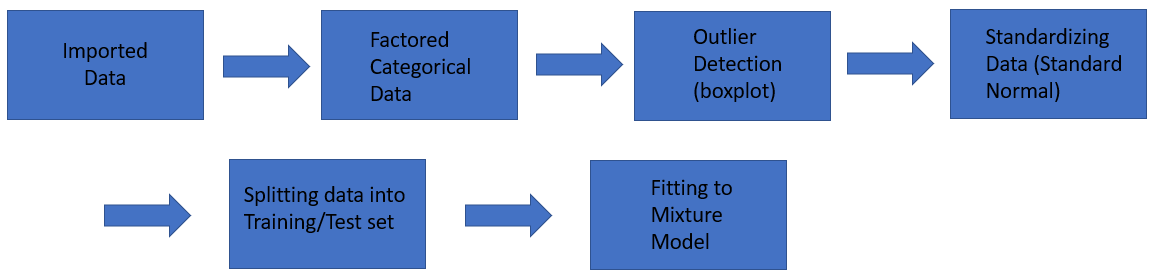 Imported
Data
Factored
Categorical
Data
Outlier
Detection
(boxplot)
Standardizing
Data (Standard
Normal)
Splitting data into
Training/Test set
Fitting to
Mixture
Model